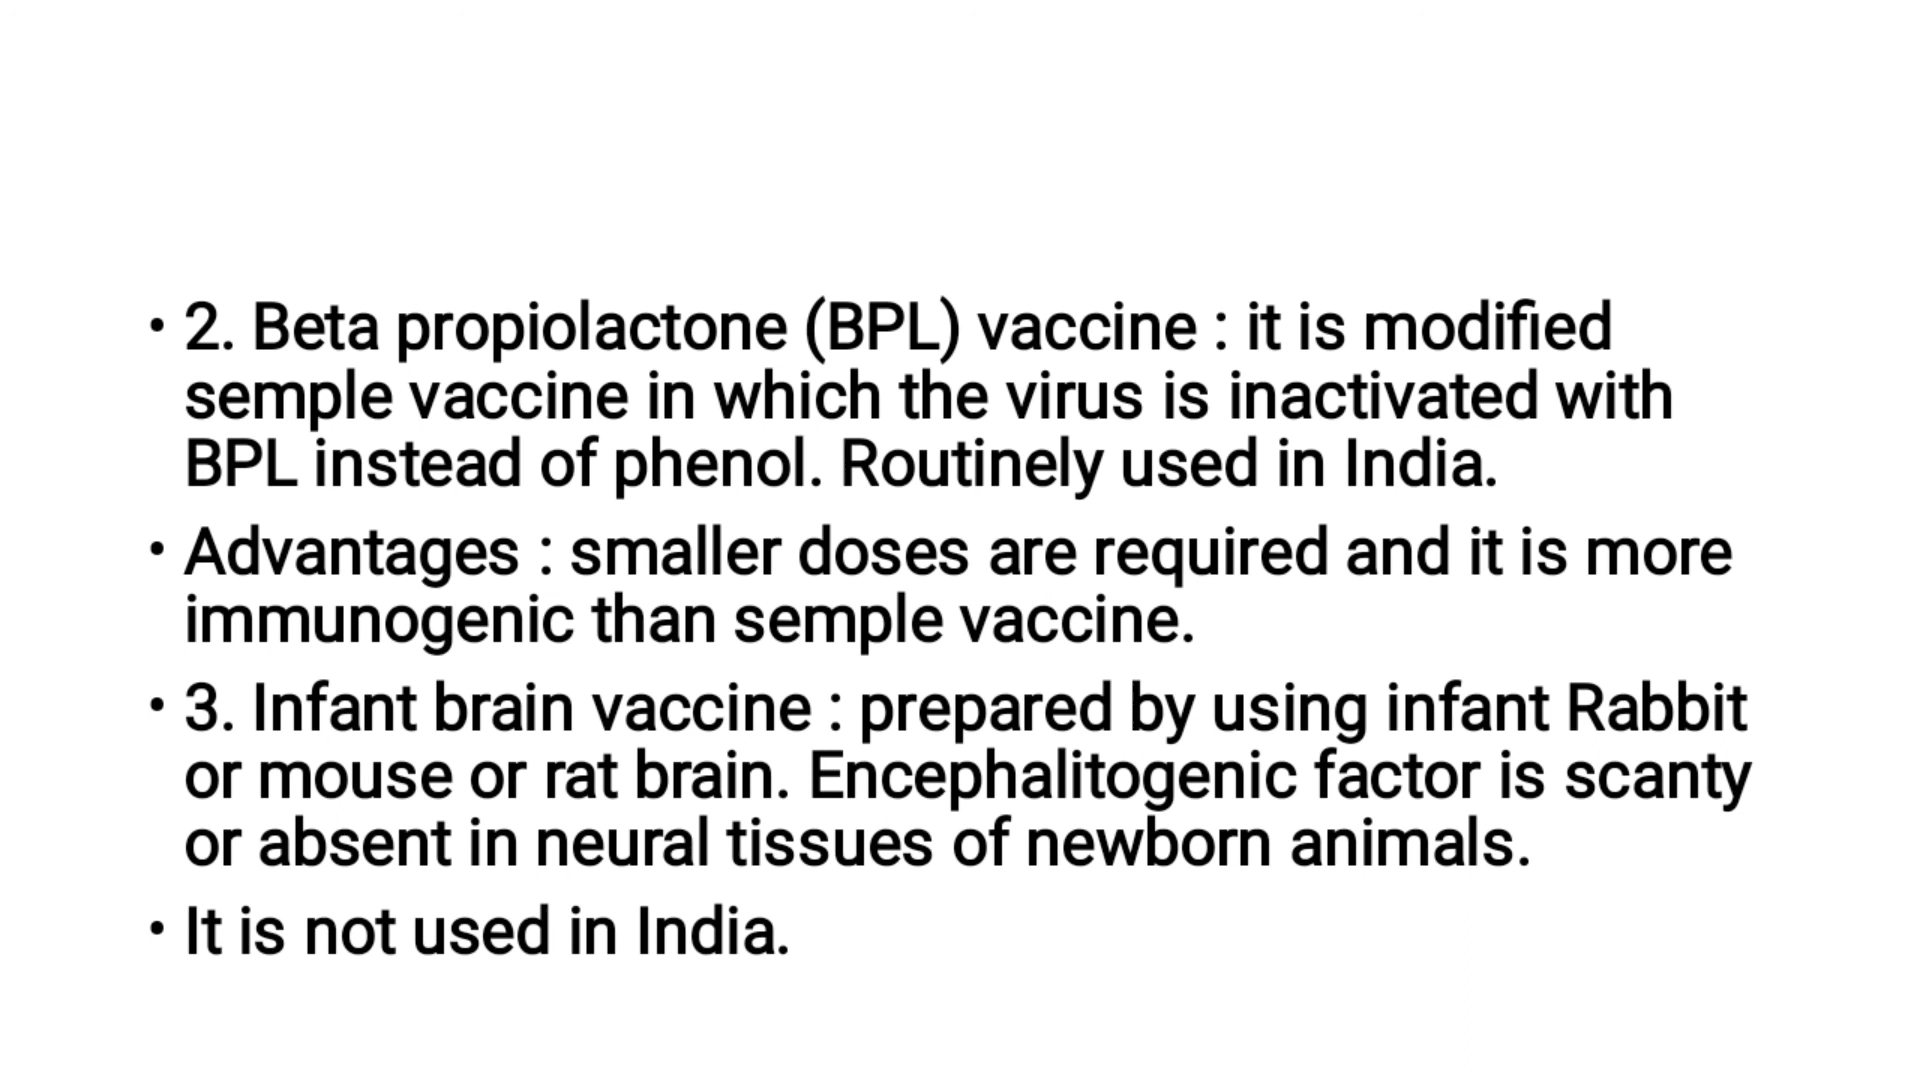 • 2. Beta propiolactone (BPL) vaccine : it is modified
semple vaccine in which the virus is inactivated with
BPL instead of phenol. Routinely used in India.
• Advantages : smaller doses are required and it is more
immunogenic than semple vaccine.
• 3. Infant brain vaccine : prepared by using infant Rabbit
or mouse or rat brain. Encephalitogenic factor is scanty
or absent in neural tissues of newborn animals.
• It is not used in India.